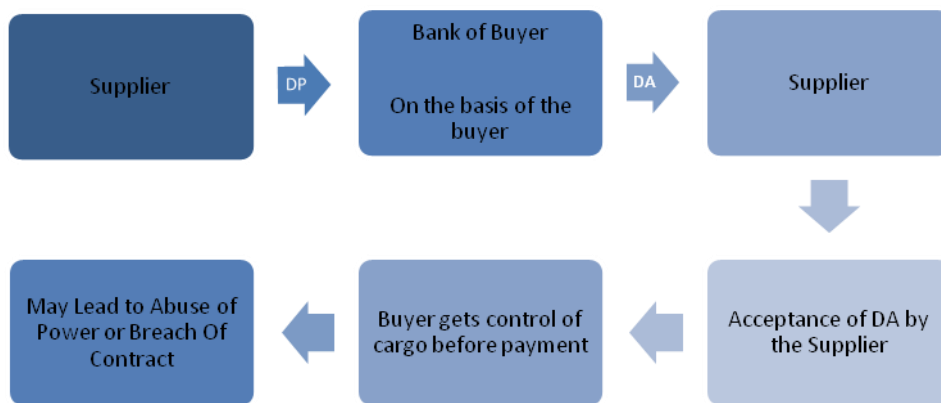 Supplier
DP
Bank of Buyer
On the basis of the
buyer
DA
Supplier
Acceptance of DA by
the Supplier
Buyer gets control of
cargo before payment
May Lead to Abuse of
Power or Breach Of
Contract